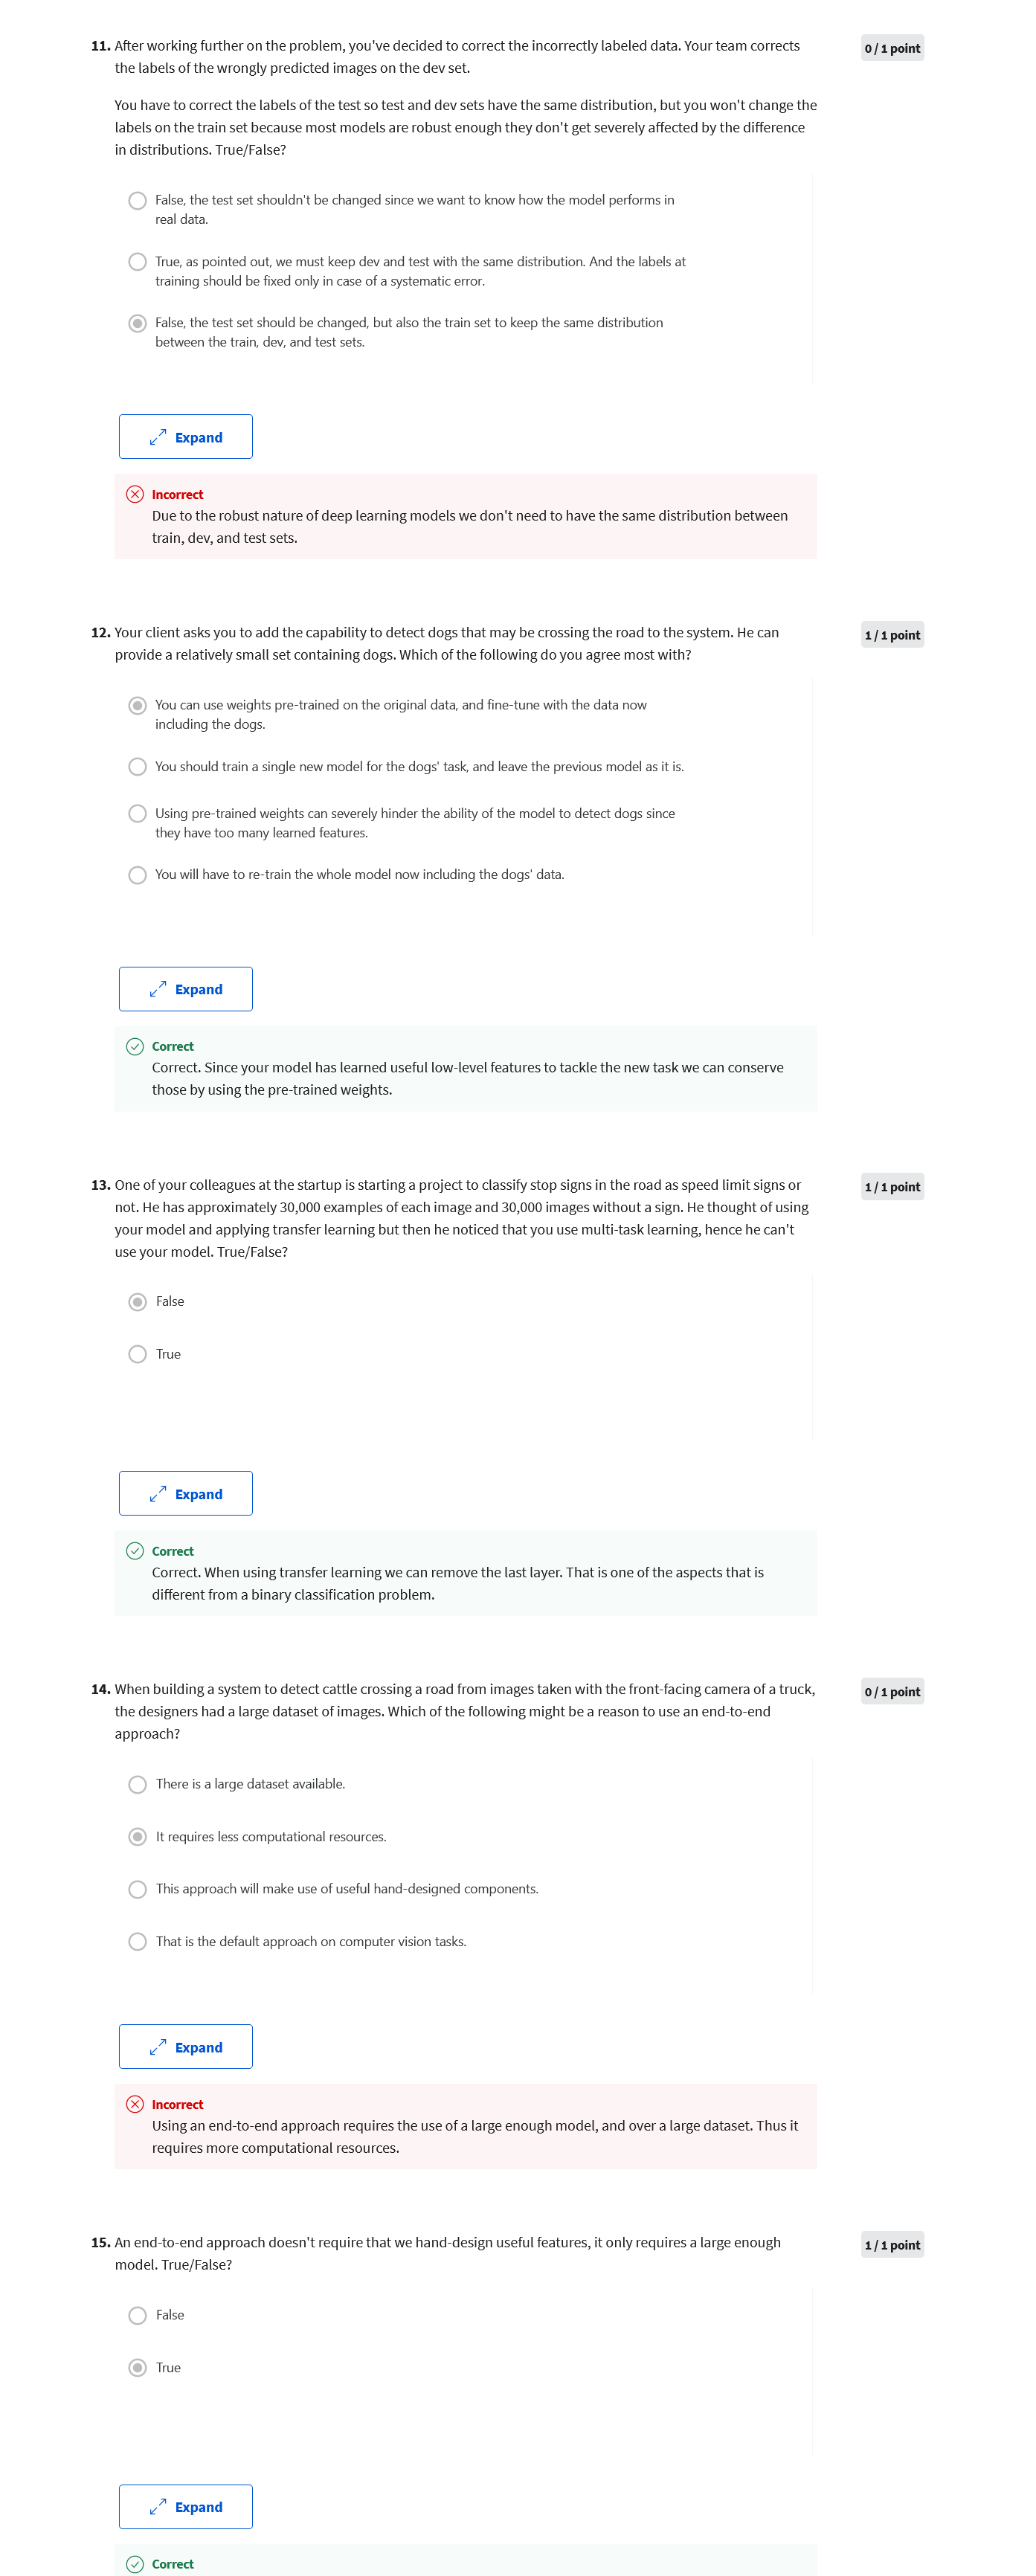 11. After working further on the problem, you've decided to correct the incorrectly labeled data. Your team corrects
the labels of the wrongly predicted images on the dev set.
0 / 1 point
You have to correct the labels of the test so test and dev sets have the same distribution, but you won't change the
labels on the train set because most models are robust enough they don't get severely affected by the difference
in distributions. True/False?
False, the test set shouldn't be changed since we want to know how the model performs in
real data.
True, as pointed out, we must keep dev and test with the same distribution. And the labels at
training should be fixed only in case of a systematic error.
False, the test set should be changed, but also the train set to keep the same distribution
between the train, dev, and test sets.
Expand
Incorrect
Due to the robust nature of deep learning models we don't need to have the same distribution between
train, dev, and test sets.
12. Your client asks you to add the capability to detect dogs that may be crossing the road to the system. He can
provide a relatively small set containing dogs. Which of the following do you agree most with?
1 / 1 point
You can use weights pre-trained on the original data, and fine-tune with the data now
including the dogs.
You should train a single new model for the dogs' task, and leave the previous model as it is.
Using pre-trained weights can severely hinder the ability of the model to detect dogs since
they have too many learned features.
You will have to re-train the whole model now including the dogs' data.
Expand
Correct
Correct. Since your model has learned useful low-level features to tackle the new task we can conserve
those by using the pre-trained weights.
13. One of your colleagues at the startup is starting a project to classify stop signs in the road as speed limit signs or
not. He has approximately 30,000 examples of each image and 30,000 images without a sign. He thought of using
your model and applying transfer learning but then he noticed that you use multi-task learning, hence he can't
use your model. True/False?
1 / 1 point
False
True
Expand
Correct
Correct. When using transfer learning we can remove the last layer. That is one of the aspects that is
different from a binary classification problem.
14. When building a system to detect cattle crossing a road from images taken with the front-facing camera of a truck,
the designers had a large dataset of images. Which of the following might be a reason to use an end-to-end
approach?
0 / 1 point
There is a large dataset available.
It requires less computational resources.
This approach will make use of useful hand-designed components.
That is the default approach on computer vision tasks.
Expand
Incorrect
Using an end-to-end approach requires the use of a large enough model, and over a large dataset. Thus it
requires more computational resources.
15. An end-to-end approach doesn't require that we hand-design useful features, it only requires a large enough
model. True/False?
1 / 1 point
False
True
Expand
Correct